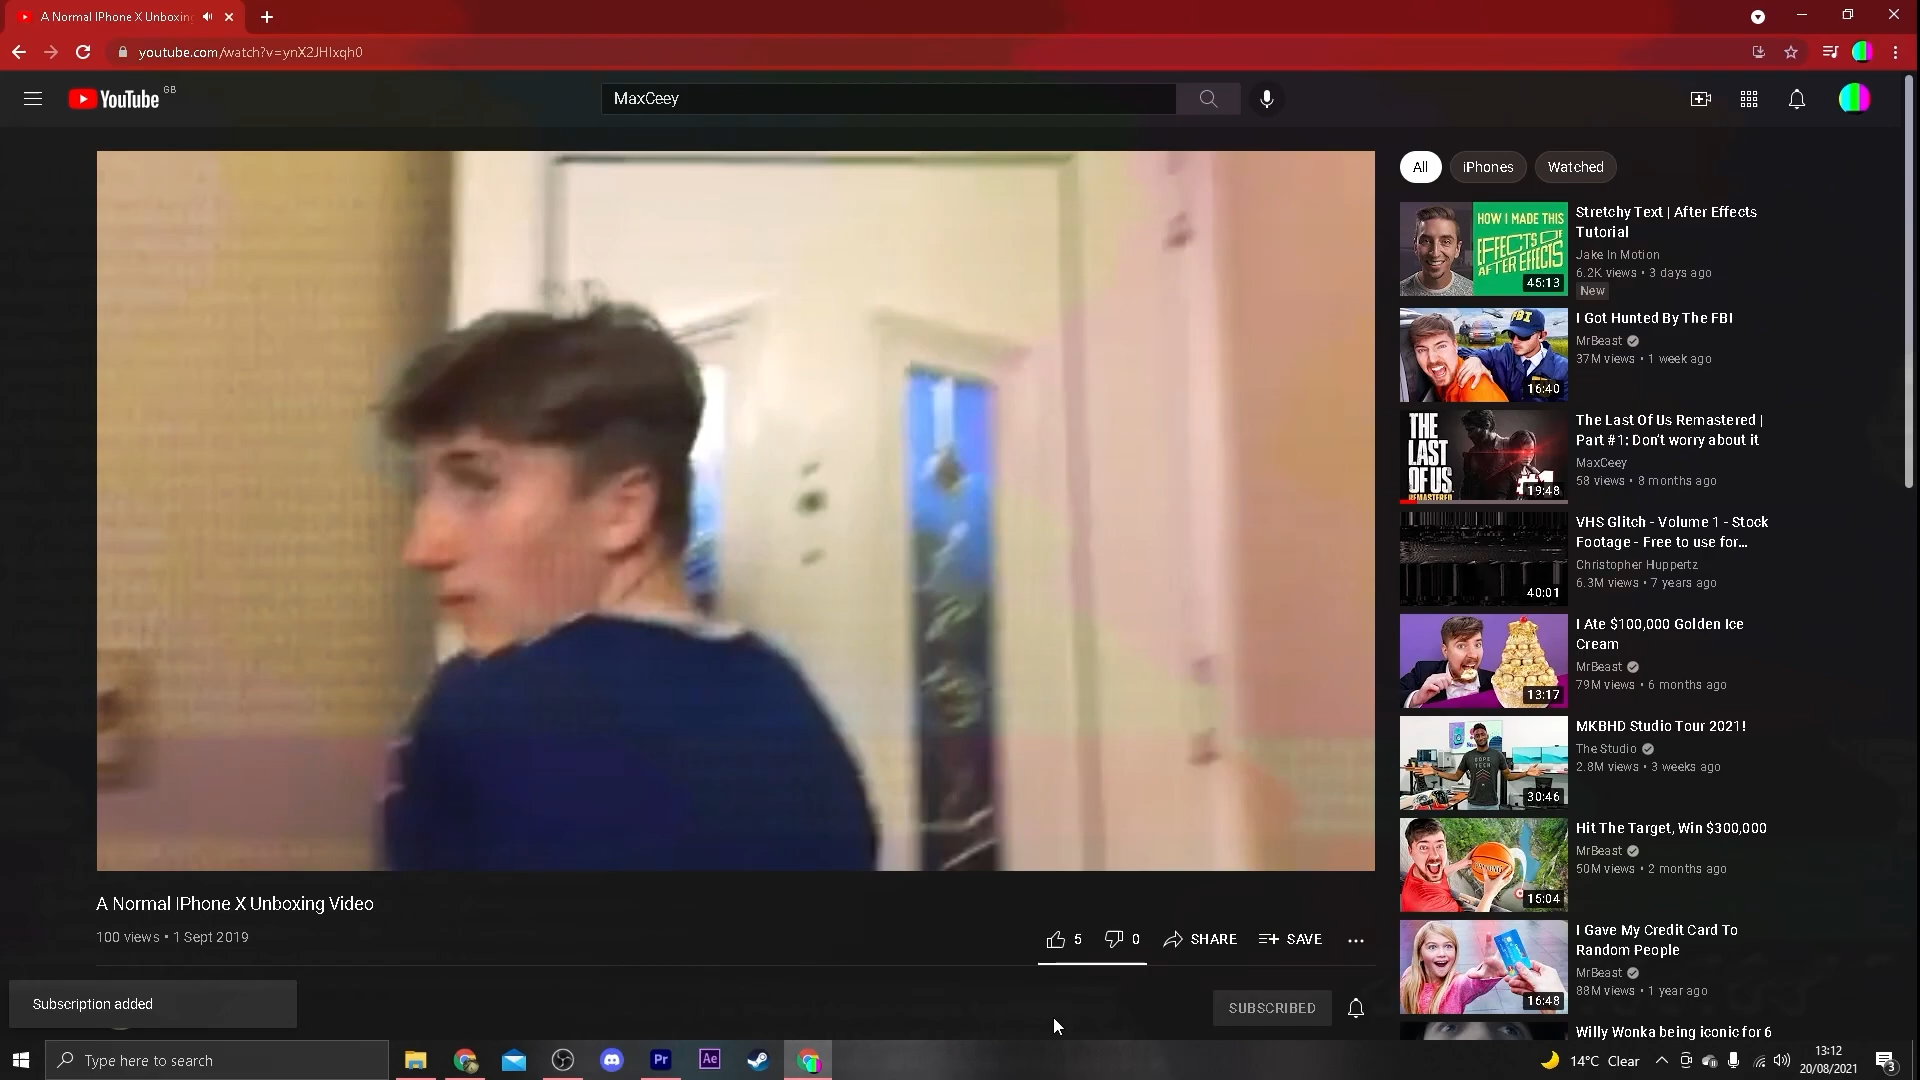 A Normal IPhone X Unboxing
youtube.com/watch?v=ynX2JHIxqh0
YouTube GB
MaxCeey
All
iPhones
Watched
HOW I MADE THIS
EFFECTS OF
AFTER EFFECTS
45:13
Stretchy Text | After Effects
Tutorial
Jake In Motion
6.2K views • 3 days ago
New
FBI
16:40
I Got Hunted By The FBI
MrBeast
37M views • 1 week ago
THE
LAST
OF US
REMASTERED
19:48
The Last Of Us Remastered |
Part #1: Don't worry about it
MaxCeey
58 views • 8 months ago
40:01
VHS Glitch - Volume 1 - Stock
Footage - Free to use for...
Christopher Huppertz
6.3M views • 7 years ago
13:17
I Ate $100,000 Golden Ice
Cream
MrBeast
79M views • 6 months ago
DOPE
TECH
30:46
MKBHD Studio Tour 2021!
The Studio
2.8M views • 3 weeks ago
15:04
Hit The Target, Win $300,000
MrBeast
50M views • 2 months ago
16:48
I Gave My Credit Card To
Random People
MrBeast
88M views • 1 year ago
Willy Wonka being iconic for 6
A Normal IPhone X Unboxing Video
100 views • 1 Sept 2019
5
0
SHARE
SAVE
Subscription added
SUBSCRIBED
Type here to search
Pr
Ae
14°C Clear
13:12
20/08/2021
3